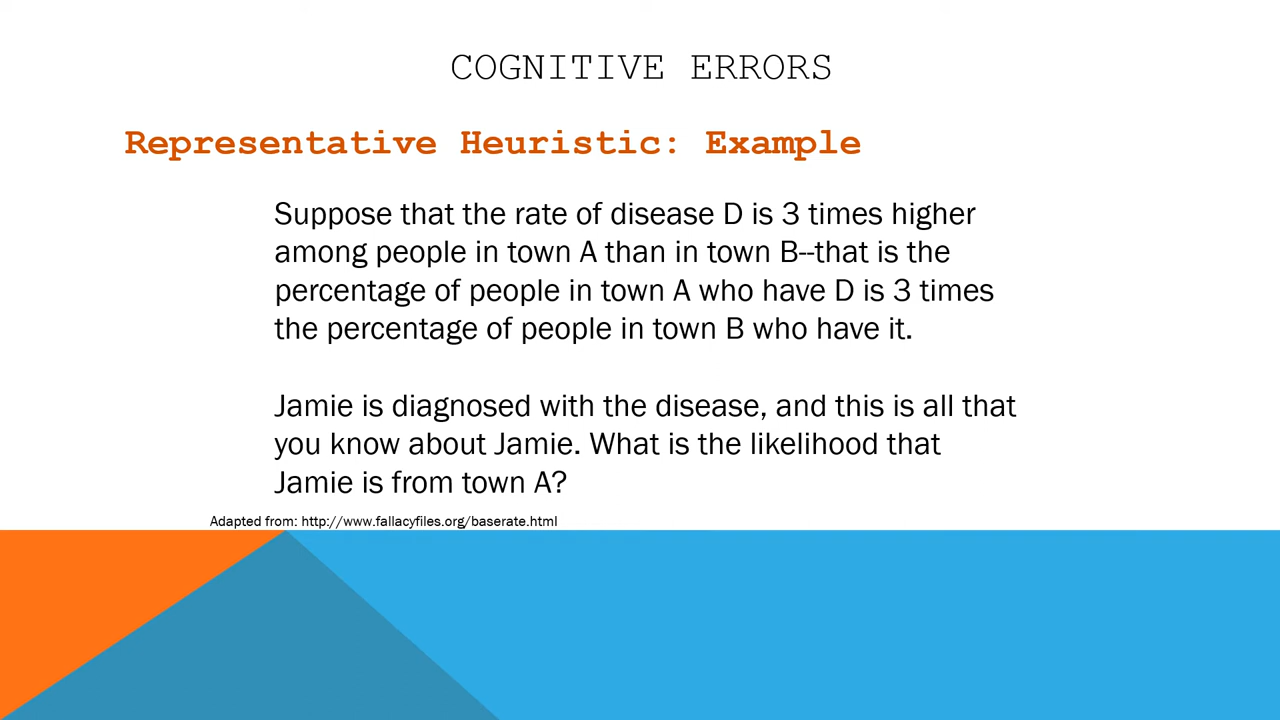 COGNITIVE ERRORS
Representative Heuristic: Example
Suppose that the rate of disease D is 3 times higher
among people in town A than in town B--that is the
percentage of people in town A who have D is 3 times
the percentage of people in town B who have it.
Jamie is diagnosed with the disease, and this is all that
you know about Jamie. What is the likelihood that
Jamie is from town A?
Adapted from: http://www.fallacyfiles.org/baserate.html